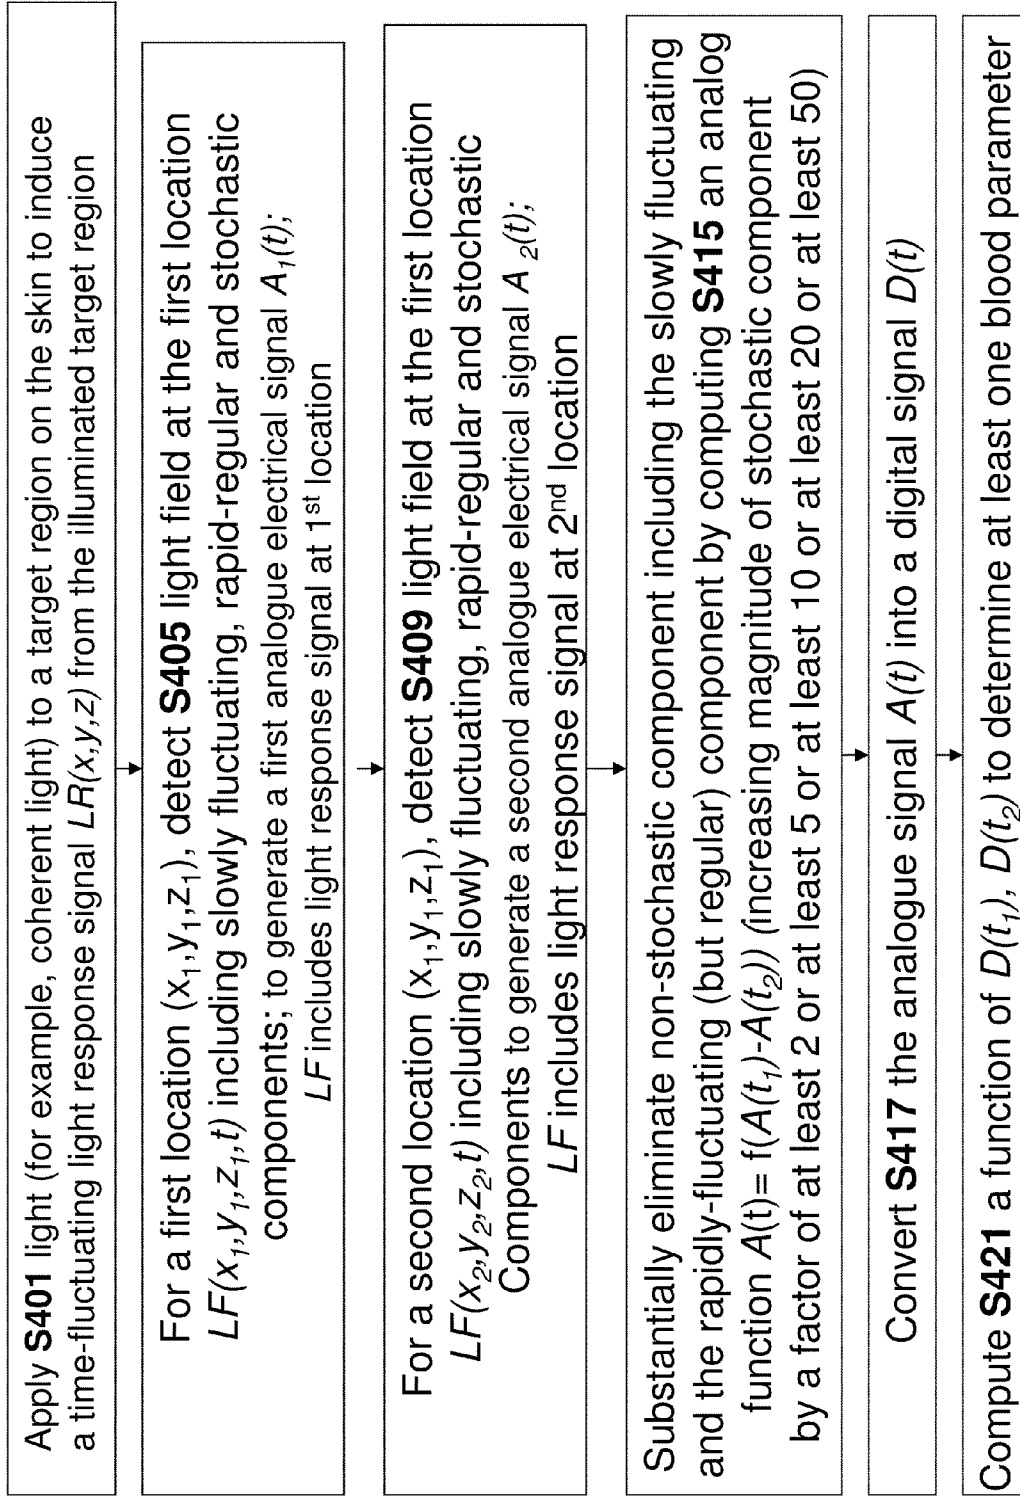 Apply S401 light (for example, coherent light) to a target region on the skin to induce
a time-fluctuating light response signal LR(x,y,z) from the illuminated target region
For a first location (x₁,y₁,z₁), detect S405 light field at the first location
LF(x₁,y₁,z₁,t) including slowly fluctuating, rapid-regular and stochastic
components; to generate a first analogue electrical signal A₁(t);
LF includes light response signal at 1st location
For a second location (x₁,y₁,z₁), detect S409 light field at the first location
LF(x₂,y₂,z₂,t) including slowly fluctuating, rapid-regular and stochastic
Components to generate a second analogue electrical signal A ₂(t);
LF includes light response signal at 2nd location
Substantially eliminate non-stochastic component including the slowly fluctuating
and the rapidly-fluctuating (but regular) component by computing S415 an analog
function A(t)= f(A(t₁)-A(t₂)) (increasing magnitude of stochastic component
by a factor of at least 2 or at least 5 or at least 10 or at least 20 or at least 50)
Convert S417 the analogue signal A(t) into a digital signal D(t)
Compute S421 a function of D(t₁), D(t₂) to determine at least one blood parameter